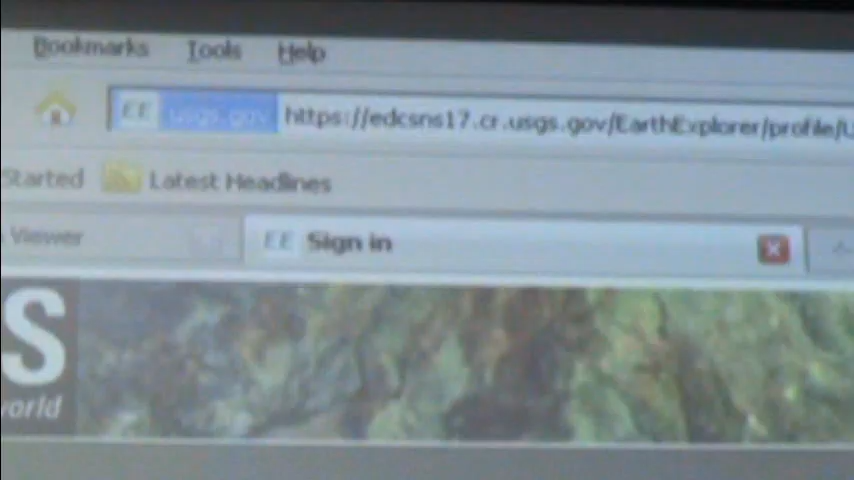 Bookmarks Tools Help
EE usgs.gov https://edcsns17.cr.usgs.gov/EarthExplorer/profile/U
Started Latest Headlines
Viewer EE Sign in
S
world